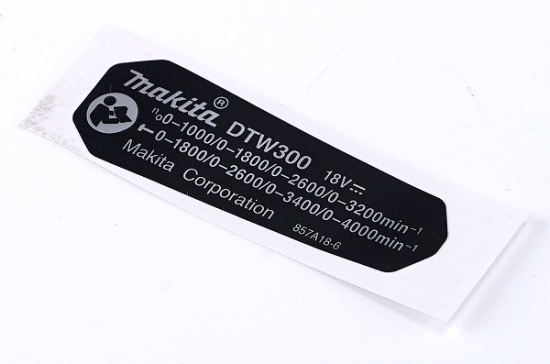 makita®
DTW300 18V⎓
n₀0-1000/0-1800/0-2600/0-3200min⁻¹
0-1800/0-2600/0-3400/0-4000min⁻¹
Makita Corporation
857A18-6